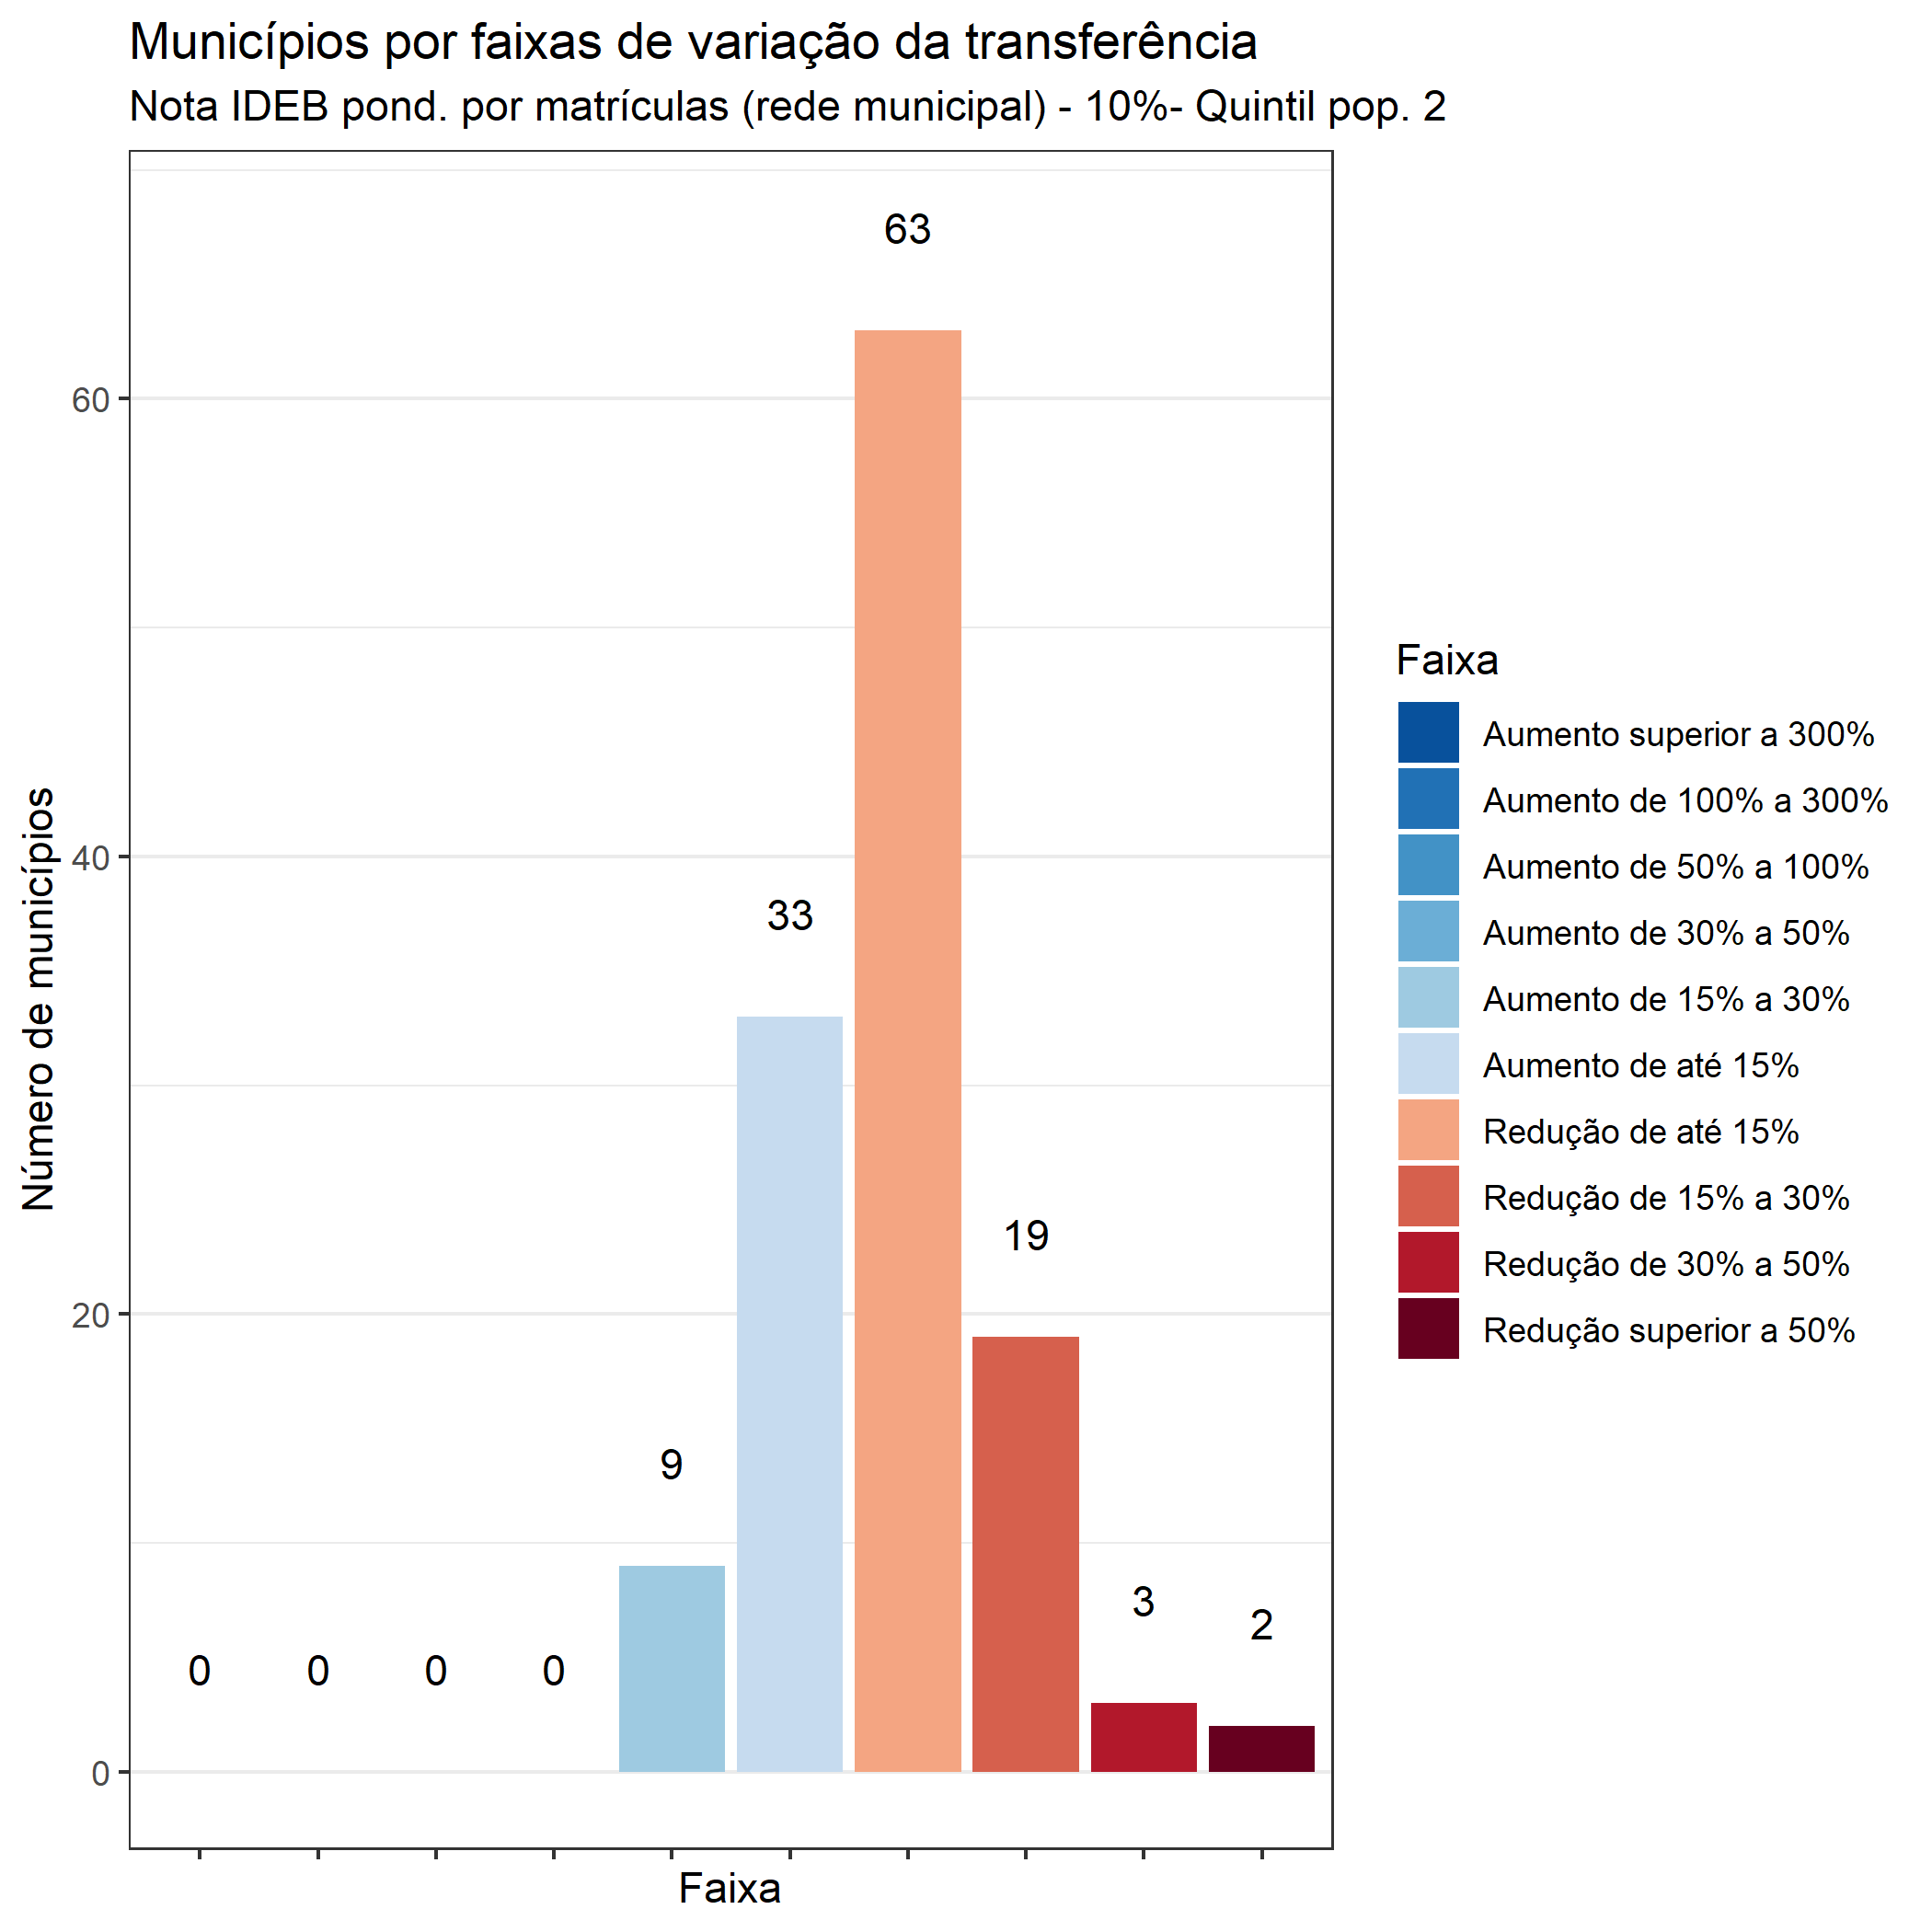 Municípios por faixas de variação da transferência
Nota IDEB pond. por matrículas (rede municipal) - 10%- Quintil pop. 2
Número de municípios
60
40
20
0
0
0
0
0
9
33
63
19
3
2
Faixa
Faixa
Aumento superior a 300%
Aumento de 100% a 300%
Aumento de 50% a 100%
Aumento de 30% a 50%
Aumento de 15% a 30%
Aumento de até 15%
Redução de até 15%
Redução de 15% a 30%
Redução de 30% a 50%
Redução superior a 50%